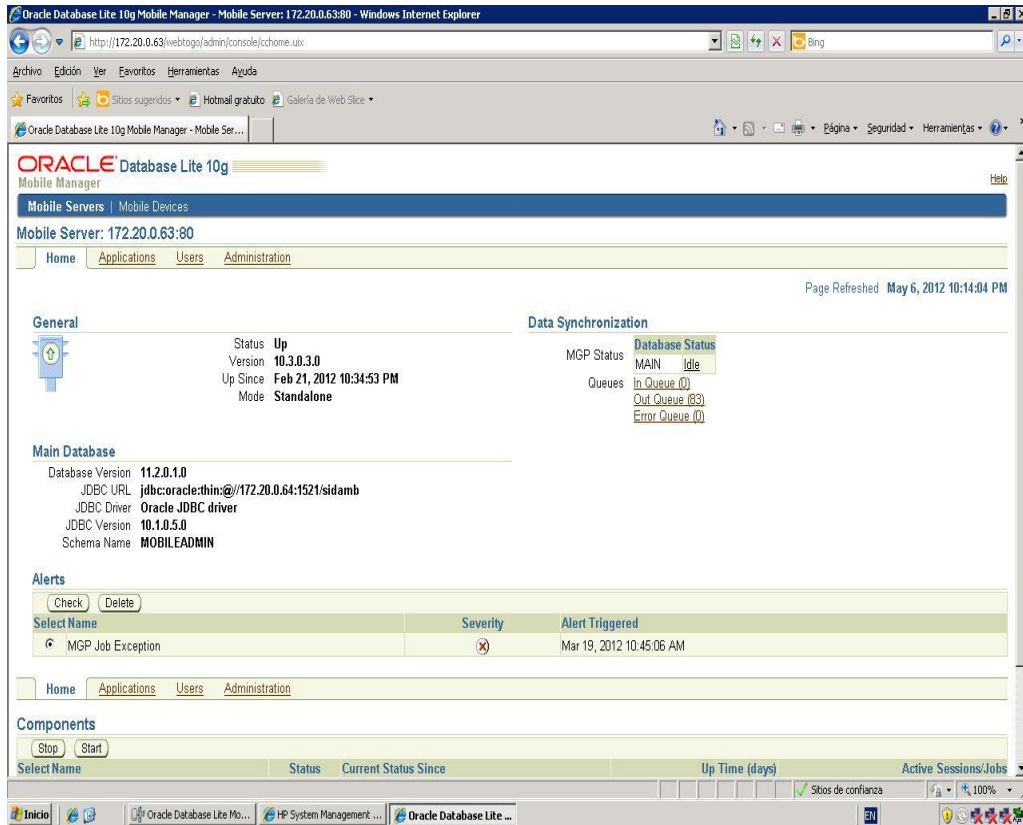 Oracle Database Lite 10g Mobile Manager - Mobile Server: 172.20.0.63:80 - Windows Internet Explorer
http://172.20.0.63/webtogo/admin/console/cchome.uix
Bing
Archivo Edición Ver Favoritos Herramientas Ayuda
Favoritos Sitios sugeridos Hotmail gratuito Galería de Web Slice
Oracle Database Lite 10g Mobile Manager - Mobile Ser...
Página Seguridad Herramientas
ORACLE Database Lite 10g
Mobile Manager
Help
Mobile Servers | Mobile Devices
Mobile Server: 172.20.0.63:80
Home Applications Users Administration
Page Refreshed May 6, 2012 10:14:04 PM
General
Status Up
Version 10.3.0.3.0
Up Since Feb 21, 2012 10:34:53 PM
Mode Standalone
Data Synchronization
MGP Status
Database Status
MAIN Idle
Queues In Queue (0)
Out Queue (83)
Error Queue (0)
Main Database
Database Version 11.2.0.1.0
JDBC URL jdbc:oracle:thin:@//172.20.0.64:1521/sidamb
JDBC Driver Oracle JDBC driver
JDBC Version 10.1.0.5.0
Schema Name MOBILEADMIN
Alerts
Check Delete
Select Name Severity Alert Triggered
MGP Job Exception Mar 19, 2012 10:45:06 AM
Home Applications Users Administration
Components
Stop Start
Select Name Status Current Status Since Up Time (days) Active Sessions/Jobs
Sitios de confianza 100%
Inicio Oracle Database Lite Mo... HP System Management ... Oracle Database Lite ... EN